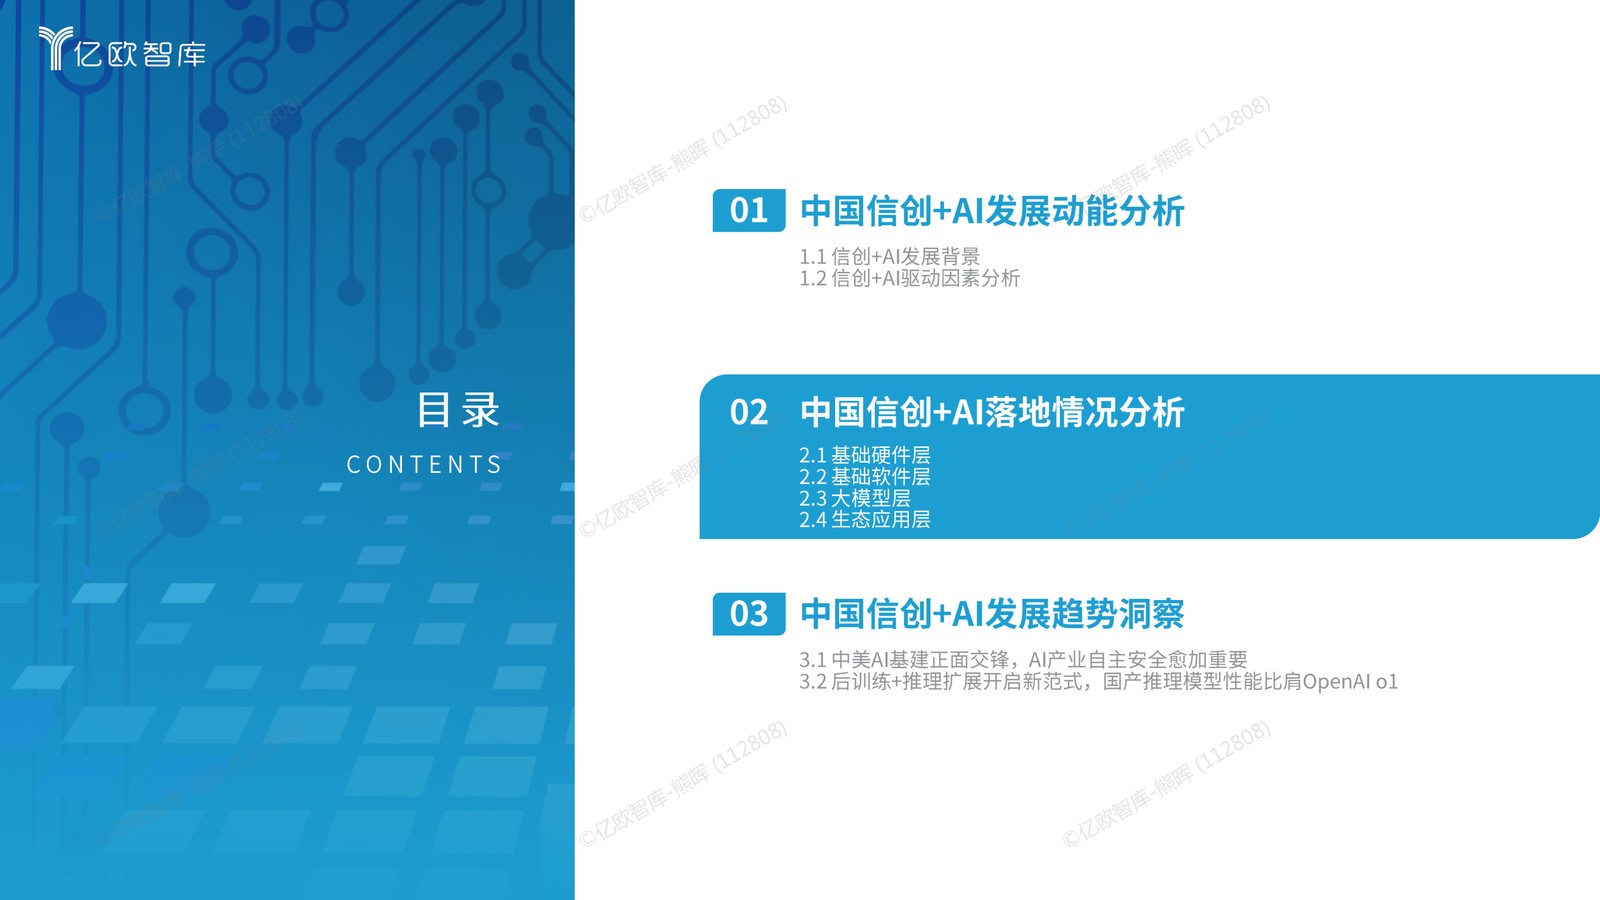 亿欧智库
目录
CONTENTS
01 中国信创+AI发展动能分析
1.1 信创+AI发展背景
1.2 信创+AI驱动因素分析
02 中国信创+AI落地情况分析
2.1 基础硬件层
2.2 基础软件层
2.3 大模型层
2.4 生态应用层
03 中国信创+AI发展趋势洞察
3.1 中美AI基建正面交锋，AI产业自主安全愈加重要
3.2 后训练+推理扩展开启新范式，国产推理模型性能比肩OpenAI o1
©亿欧智库-熊晖 (112808)
©亿欧智库-熊晖 (112808)
©亿欧智库-熊晖 (112808)
©亿欧智库-熊晖 (112808)
©亿欧智库-熊晖 (112808)